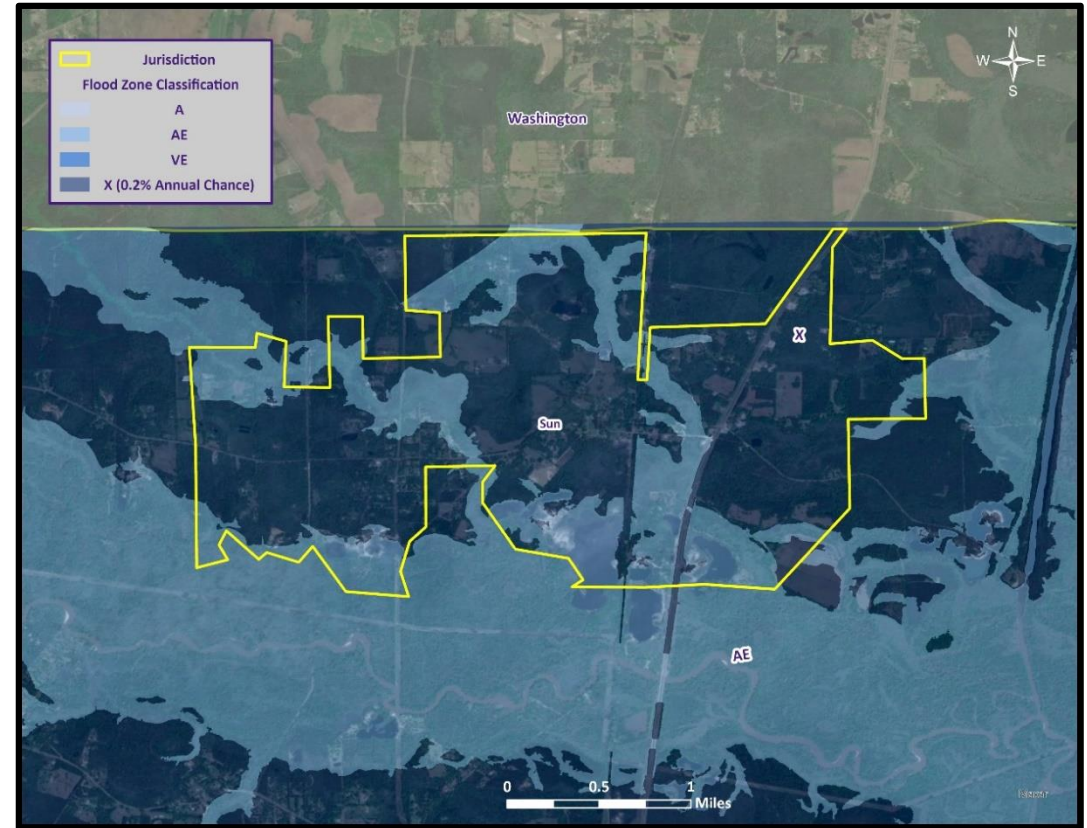 Jurisdiction
Flood Zone Classification
A
AE
VE
X (0.2% Annual Chance)
N
W E
S
Washington
X
Sun
AE
0 0.5 1
Miles